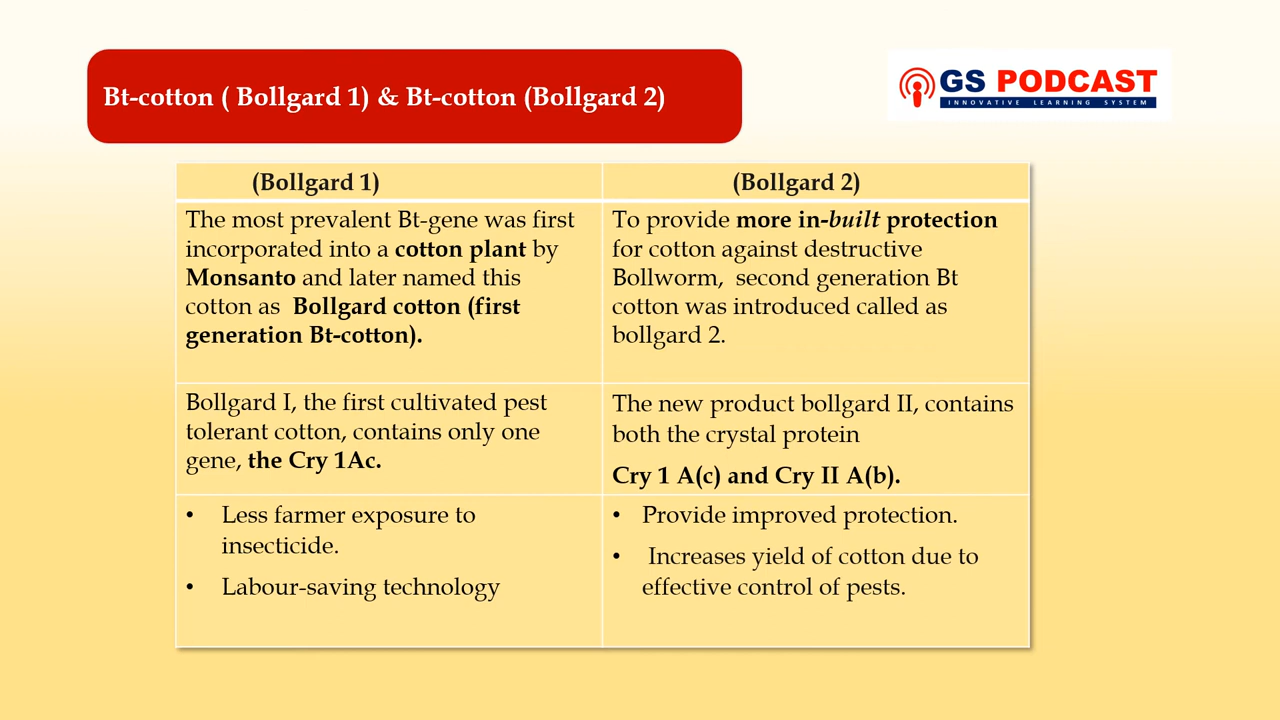 Bt-cotton ( Bollgard 1) & Bt-cotton (Bollgard 2)
GS PODCAST
INNOVATIVE LEARNING SYSTEM
(Bollgard 1)
(Bollgard 2)
The most prevalent Bt-gene was first
incorporated into a cotton plant by
Monsanto and later named this
cotton as Bollgard cotton (first
generation Bt-cotton).
To provide more in-built protection
for cotton against destructive
Bollworm, second generation Bt
cotton was introduced called as
bollgard 2.
Bollgard I, the first cultivated pest
tolerant cotton, contains only one
gene, the Cry 1Ac.
The new product bollgard II, contains
both the crystal protein
Cry 1 A(c) and Cry II A(b).
• Less farmer exposure to
insecticide.
• Labour-saving technology
• Provide improved protection.
• Increases yield of cotton due to
effective control of pests.